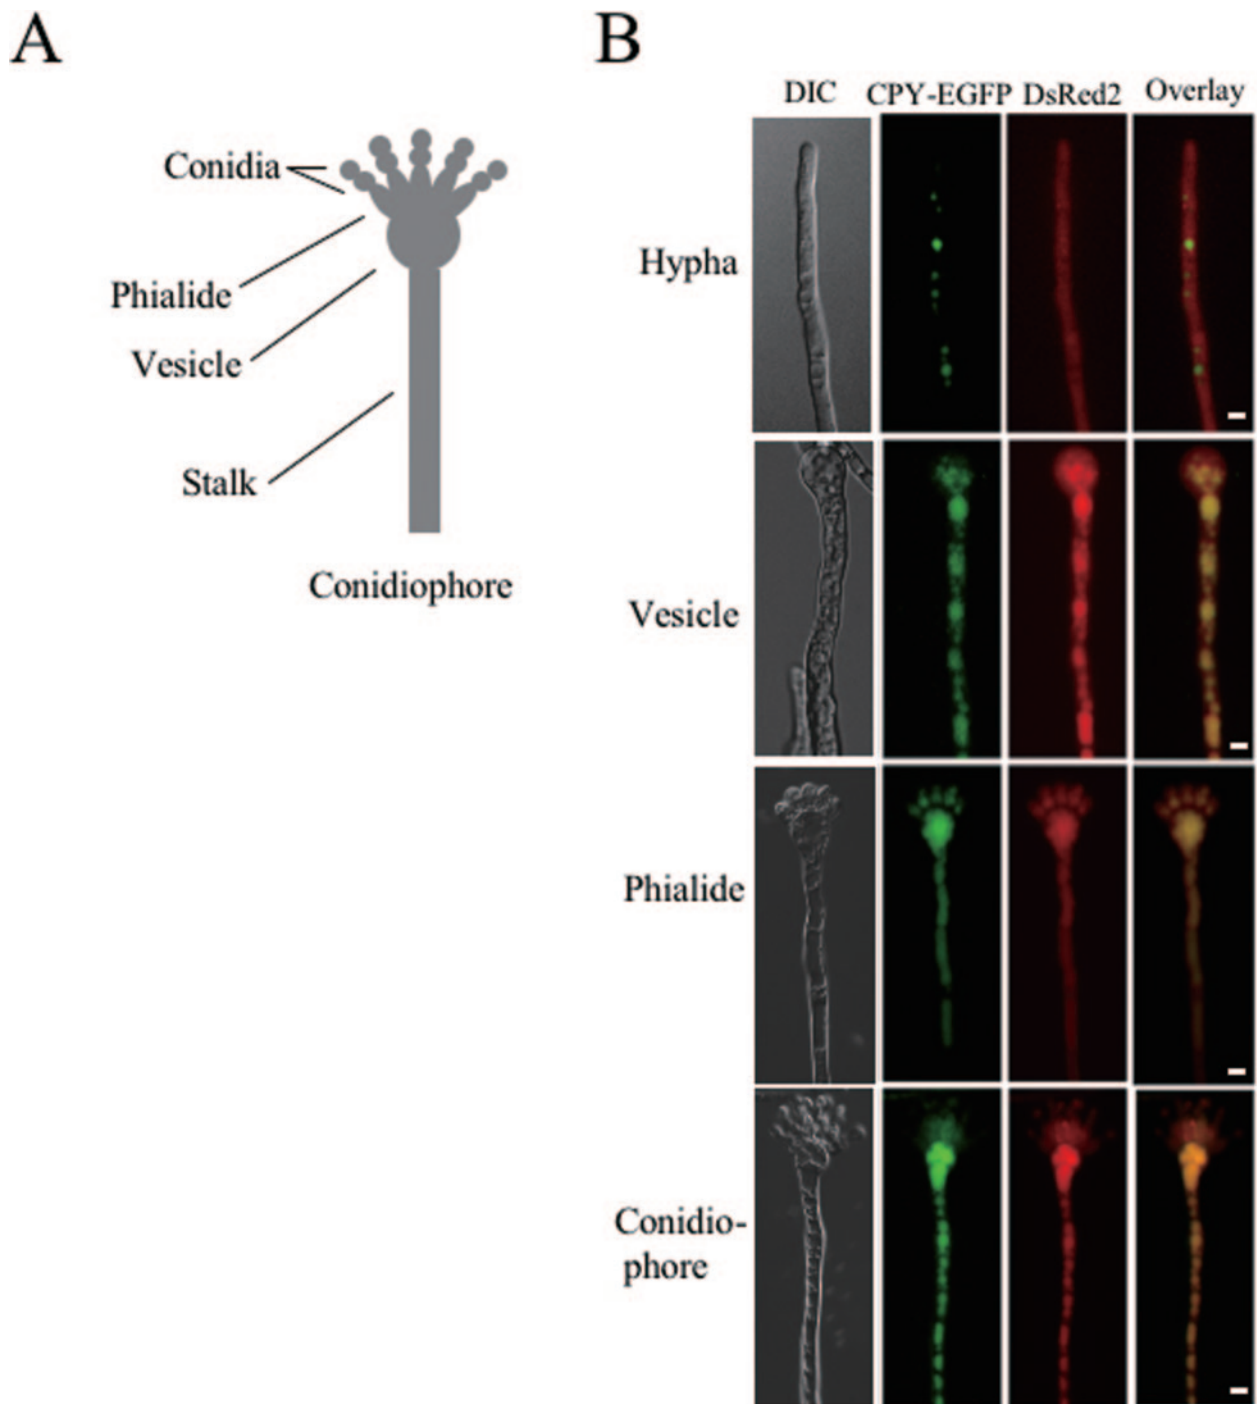 A
Conidia
Phialide
Vesicle
Stalk
Conidiophore
B
DIC CPY-EGFP DsRed2 Overlay
Hypha
Vesicle
Phialide
Conidio-
phore